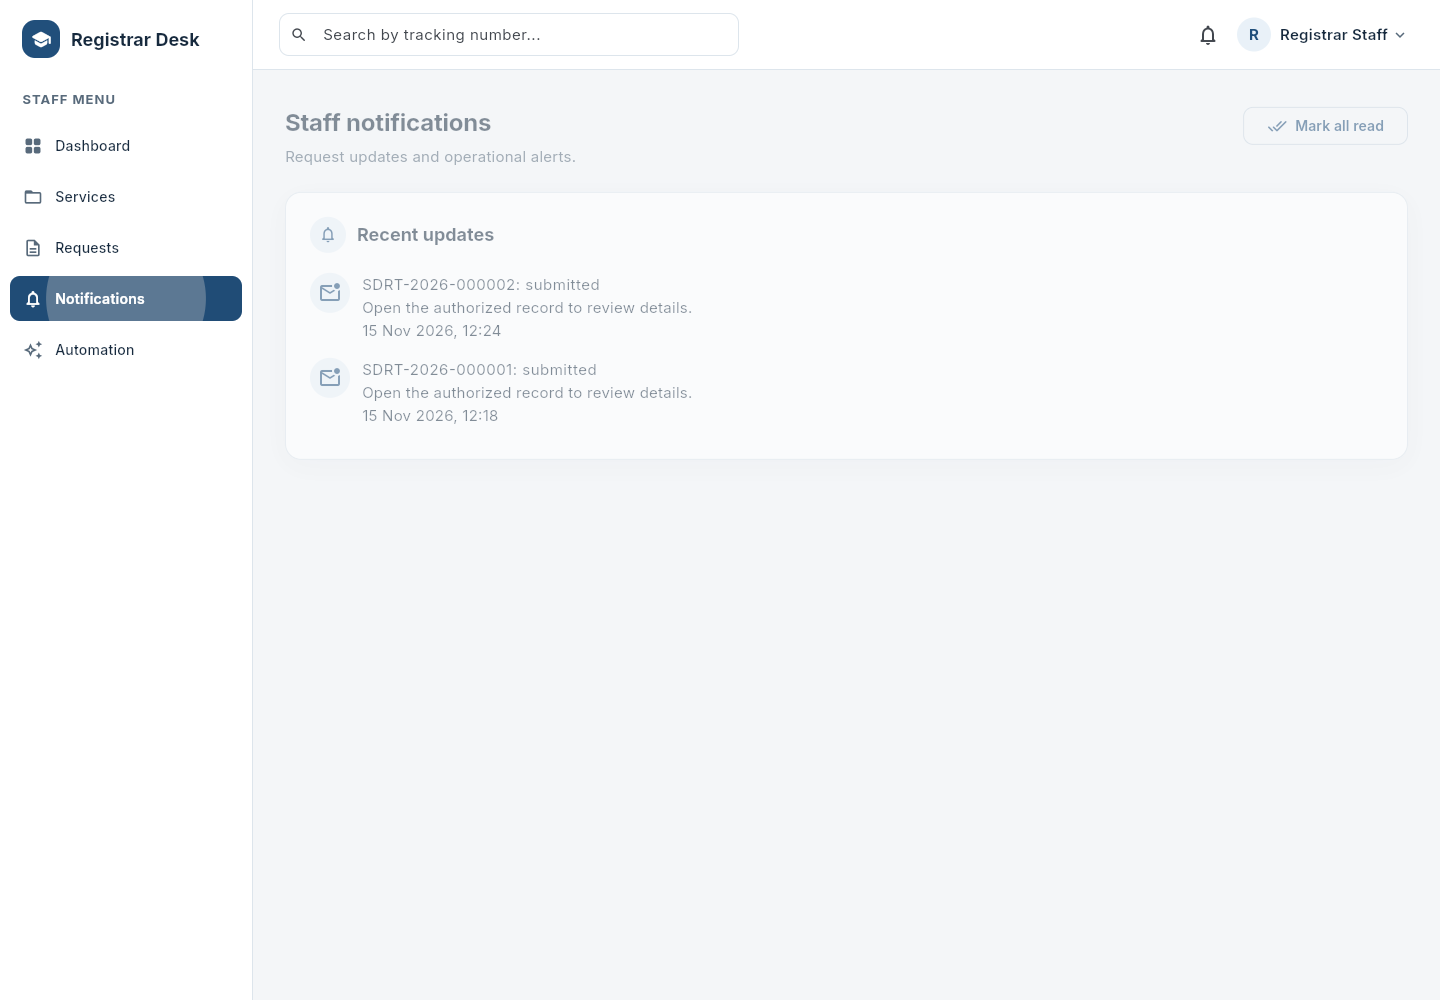 Registrar Desk
Search by tracking number...
R
Registrar Staff
STAFF MENU
Dashboard
Services
Requests
Notifications
Automation
Staff notifications
Request updates and operational alerts.
Mark all read
Recent updates
SDRT-2026-000002: submitted
Open the authorized record to review details.
15 Nov 2026, 12:24
SDRT-2026-000001: submitted
Open the authorized record to review details.
15 Nov 2026, 12:18